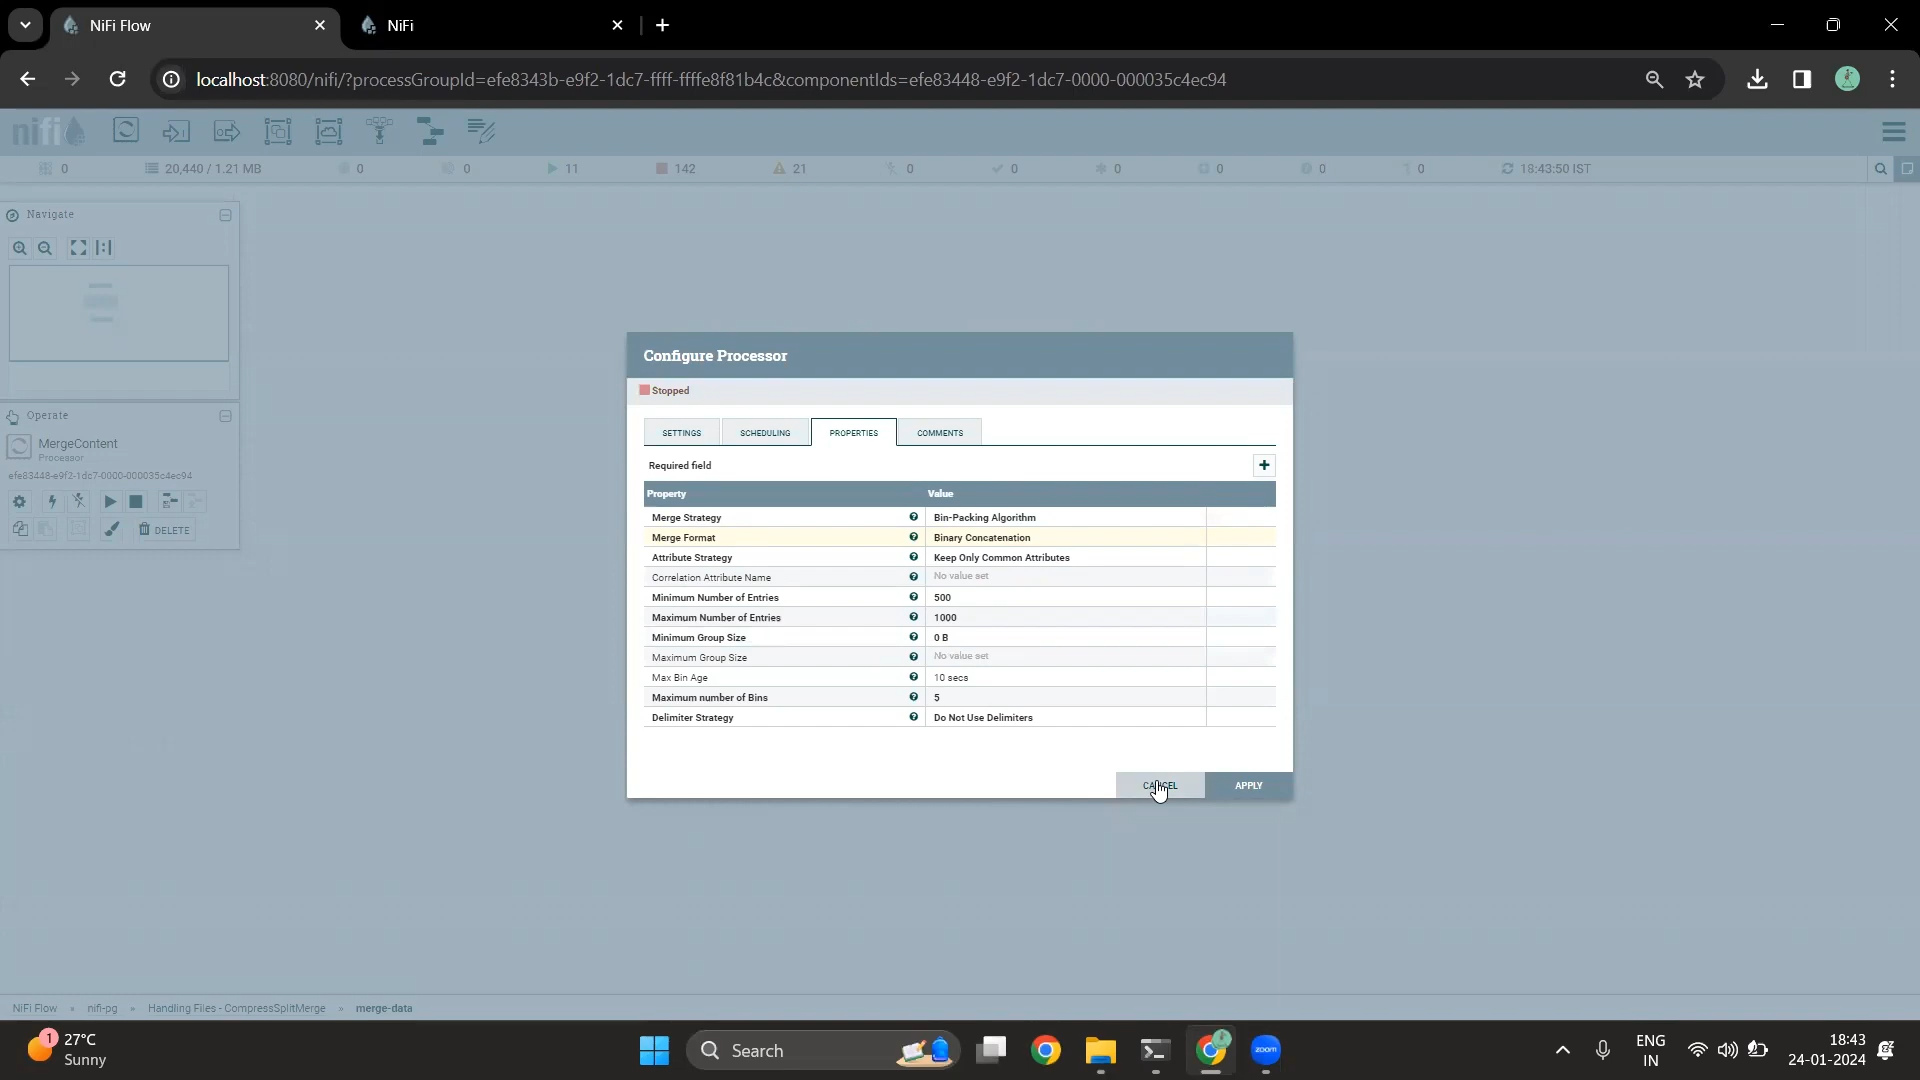 NiFi Flow
NiFi
localhost:8080/nifi/?processGroupId=efe8343b-e9f2-1dc7-ffff-ffffe8f81b4c&componentIds=efe83448-e9f2-1dc7-0000-000035c4ec94
nifi
0
20,440 / 1.21 MB
0
0
11
142
21
0
0
0
0
0
0
18:43:50 IST
Navigate
Operate
MergeContent
Processor
efe83448-e9f2-1dc7-0000-000035c4ec94
DELETE
Configure Processor
Stopped
SETTINGS
SCHEDULING
PROPERTIES
COMMENTS
Required field
Property Value
Merge Strategy Bin-Packing Algorithm
Merge Format Binary Concatenation
Attribute Strategy Keep Only Common Attributes
Correlation Attribute Name No value set
Minimum Number of Entries 500
Maximum Number of Entries 1000
Minimum Group Size 0 B
Maximum Group Size No value set
Max Bin Age 10 secs
Maximum number of Bins 5
Delimiter Strategy Do Not Use Delimiters
CANCEL
APPLY
NiFi Flow » nifi-pg » Handling Files - CompressSplitMerge » merge-data
1
27°C
Sunny
Search
zoom
ENG
IN
18:43
24-01-2024